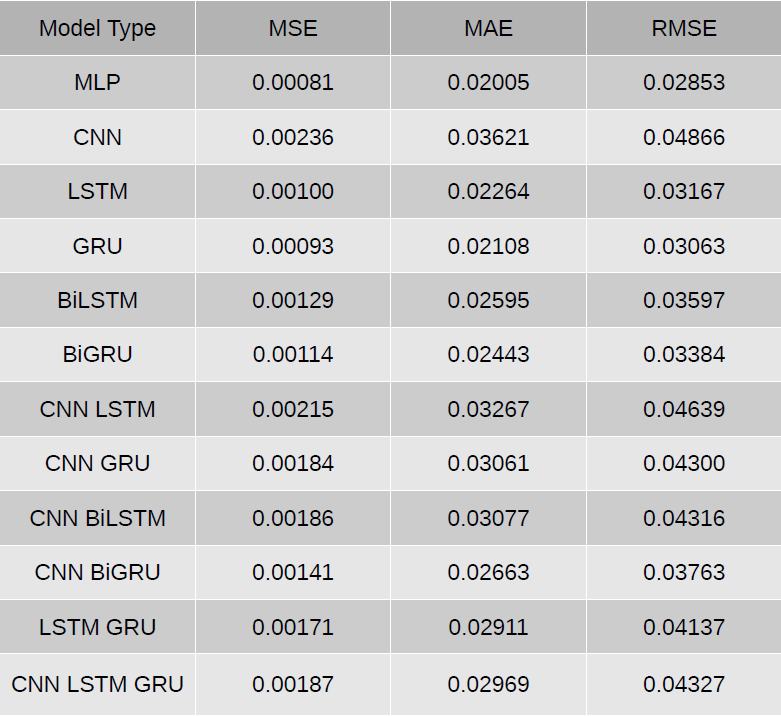 Model Type MSE MAE RMSE
MLP 0.00081 0.02005 0.02853
CNN 0.00236 0.03621 0.04866
LSTM 0.00100 0.02264 0.03167
GRU 0.00093 0.02108 0.03063
BiLSTM 0.00129 0.02595 0.03597
BiGRU 0.00114 0.02443 0.03384
CNN LSTM 0.00215 0.03267 0.04639
CNN GRU 0.00184 0.03061 0.04300
CNN BiLSTM 0.00186 0.03077 0.04316
CNN BiGRU 0.00141 0.02663 0.03763
LSTM GRU 0.00171 0.02911 0.04137
CNN LSTM GRU 0.00187 0.02969 0.04327